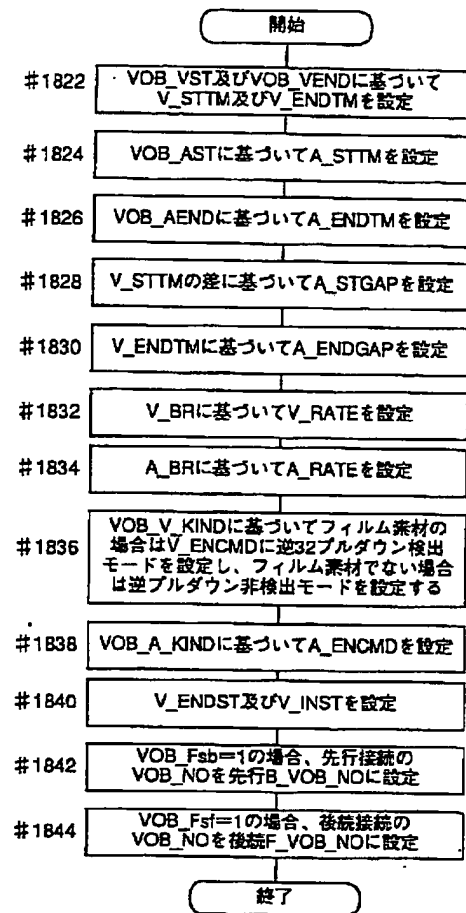 開始
#1822
VOB_VST及びVOB_VENDに基づいて
V_STTM及びV_ENDTMを設定
#1824
VOB_ASTに基づいてA_STTMを設定
#1826
VOB_AENDに基づいてA_ENDTMを設定
#1828
V_STTMの差に基づいてA_STGAPを設定
#1830
V_ENDTMに基づいてA_ENDGAPを設定
#1832
V_BRに基づいてV_RATEを設定
#1834
A_BRに基づいてA_RATEを設定
#1836
VOB_V_KINDに基づいてフィルム素材の
場合はV_ENCMDに逆32プルダウン検出
モードを設定し、フィルム素材でない場合
は逆プルダウン非検出モードを設定する
#1838
VOB_A_KINDに基づいてA_ENCMDを設定
#1840
V_ENDST及びV_INSTを設定
#1842
VOB_Fsb=1の場合、先行接続の
VOB_NOを先行B_VOB_NOに設定
#1844
VOB_Fsf=1の場合、後続接続の
VOB_NOを後続F_VOB_NOに設定
終了